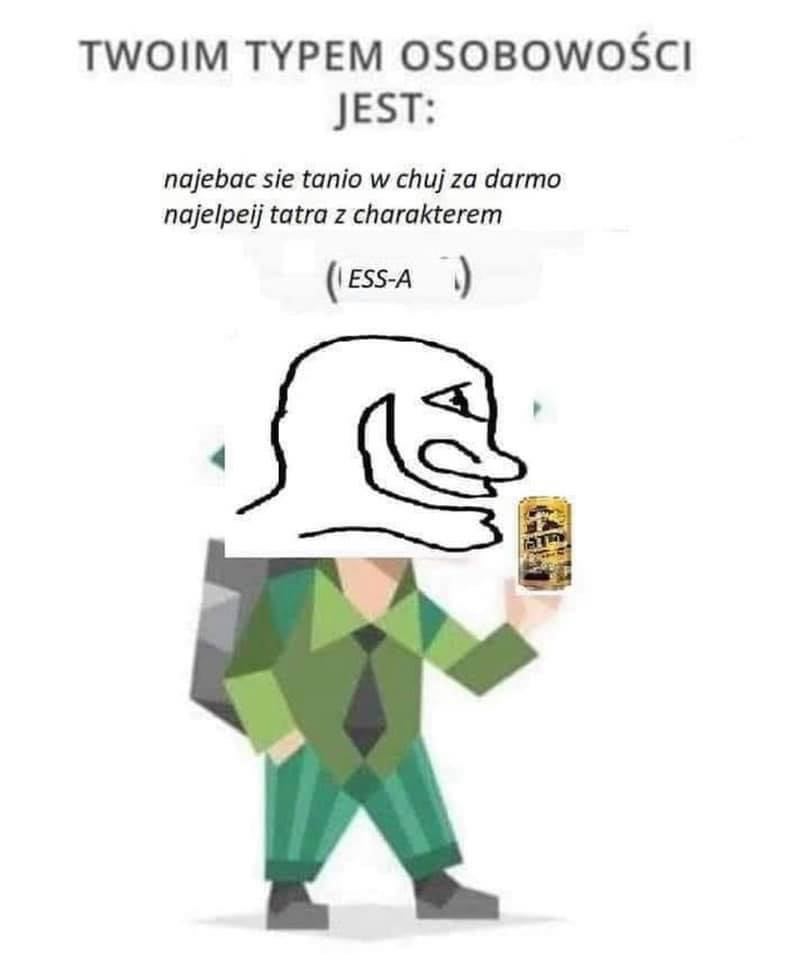 TWOIM TYPEM OSOBOWOŚCI
JEST:
najebac sie tanio w chuj za darmo
najelpeij tatra z charakterem
(ESS-A)